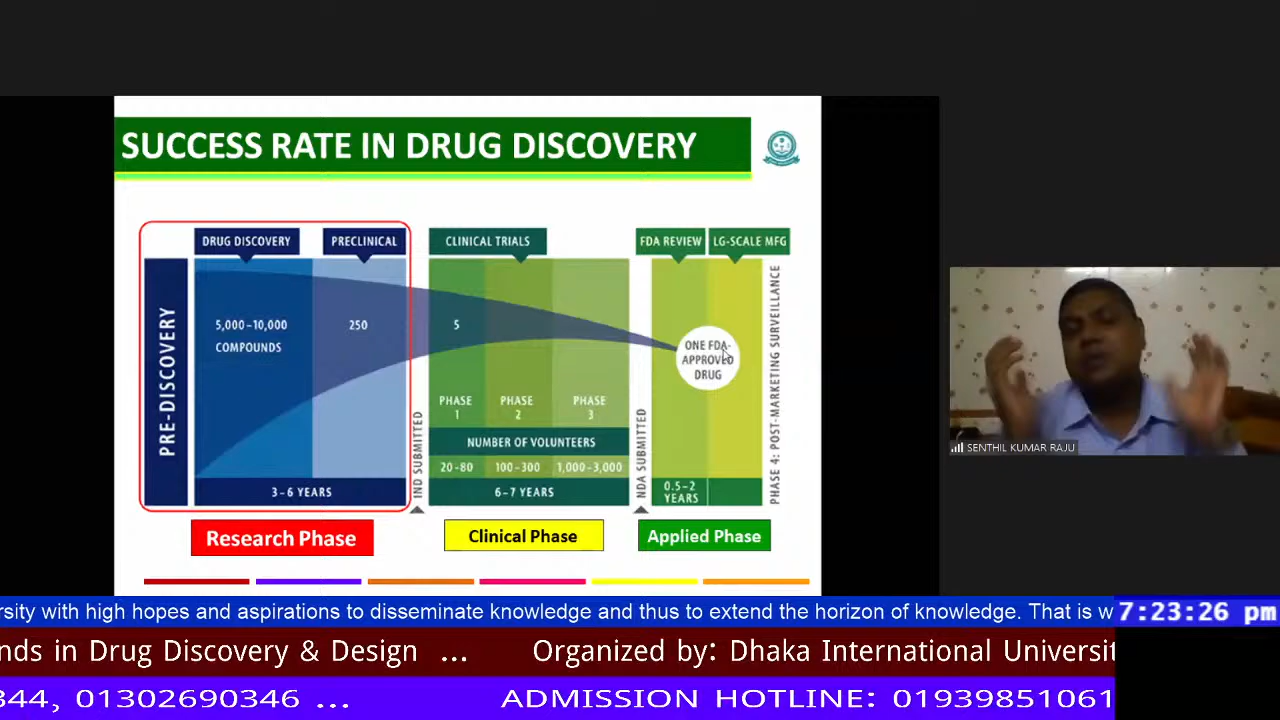 SUCCESS RATE IN DRUG DISCOVERY
DRUG DISCOVERY
PRECLINICAL
CLINICAL TRIALS
FDA REVIEW
LG-SCALE MFG
PRE-DISCOVERY
5,000–10,000
COMPOUNDS
250
5
ONE FDA-
APPROVED
DRUG
PHASE
1
PHASE
2
PHASE
3
NUMBER OF VOLUNTEERS
20–80
100–300
1,000–3,000
3–6 YEARS
IND SUBMITTED
6–7 YEARS
NDA SUBMITTED
0.5–2
YEARS
PHASE 4: POST-MARKETING SURVEILLANCE
Research Phase
Clinical Phase
Applied Phase
SENTHIL KUMAR RAJU
rsity with high hopes and aspirations to disseminate knowledge and thus to extend the horizon of knowledge. That is w
7:23:26 pm
nds in Drug Discovery & Design ... Organized by: Dhaka International Universit
344, 01302690346 ... ADMISSION HOTLINE: 01939851061